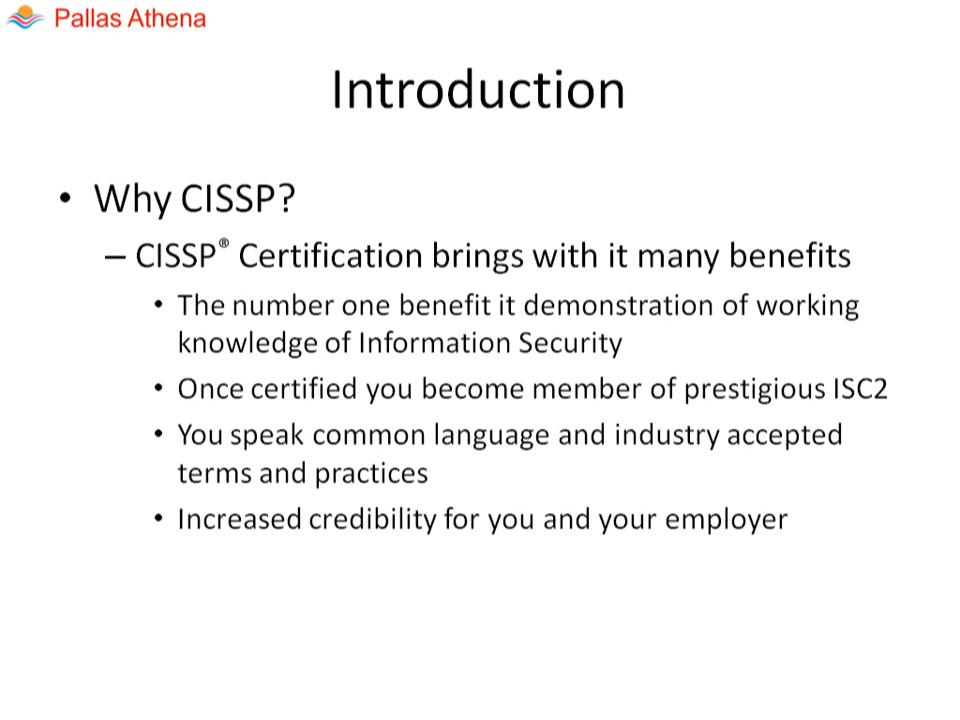 Pallas Athena
Introduction
• Why CISSP?
– CISSP® Certification brings with it many benefits
• The number one benefit it demonstration of working
knowledge of Information Security
• Once certified you become member of prestigious ISC2
• You speak common language and industry accepted
terms and practices
• Increased credibility for you and your employer